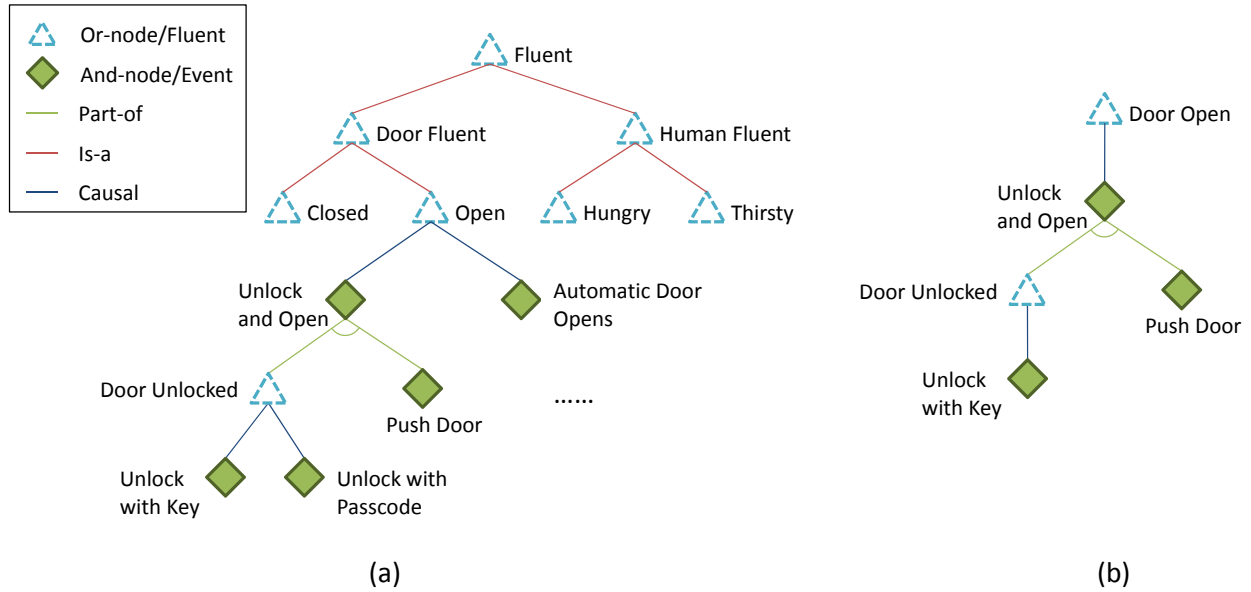 Or-node/Fluent
And-node/Event
Part-of
Is-a
Causal
Fluent
Door Fluent
Human Fluent
Closed
Open
Hungry
Thirsty
Unlock
and Open
Automatic Door
Opens
Door Unlocked
Push Door
......
Unlock
with Key
Unlock with
Passcode
(a)
Door Open
Unlock
and Open
Door Unlocked
Push Door
Unlock
with Key
(b)